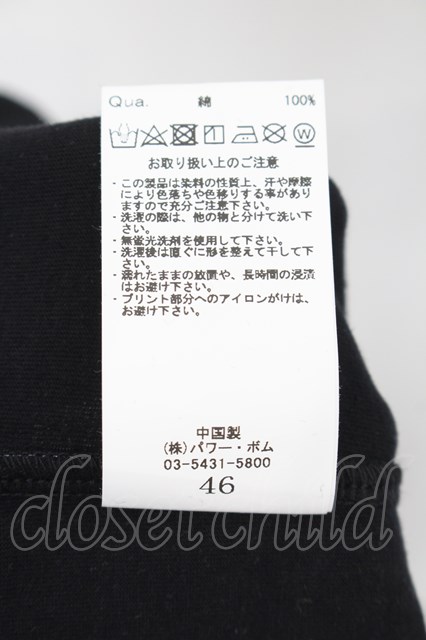 Qua. 綿 100%
お取り扱い上のご注意
・この製品は染料の性質上、汗や摩擦
により色落ちや色移りする事があり
ますので充分ご注意下さい。
・洗濯の際は、他の物と分けて洗い下
さい。
・無蛍光洗剤を使用して下さい。
・洗濯後は直ぐに形を整えて干して下
さい。
・濡れたままの放置や、長時間の浸漬
はお避け下さい。
・プリント部分へのアイロンがけは、
お避け下さい。
中国製
(株)パワー・ボム
03-5431-5800
46
closet child